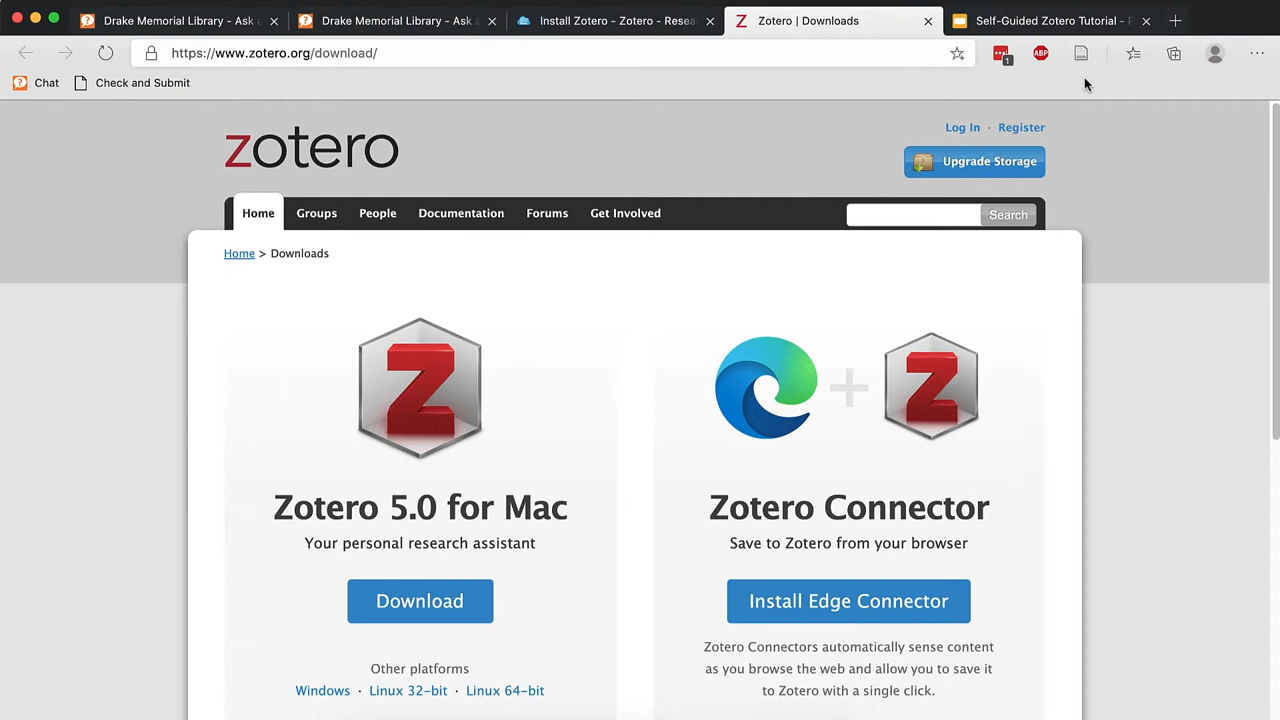 Drake Memorial Library - Ask
Drake Memorial Library - Ask a
Install Zotero - Zotero - Resea
Zotero | Downloads
Self-Guided Zotero Tutorial -
https://www.zotero.org/download/
1
ABP
Chat
Check and Submit
zotero
Log In · Register
Upgrade Storage
Home
Groups
People
Documentation
Forums
Get Involved
Search
Home > Downloads
Zotero 5.0 for Mac
Your personal research assistant
Download
Other platforms
Windows · Linux 32-bit · Linux 64-bit
Zotero Connector
Save to Zotero from your browser
Install Edge Connector
Zotero Connectors automatically sense content
as you browse the web and allow you to save it
to Zotero with a single click.